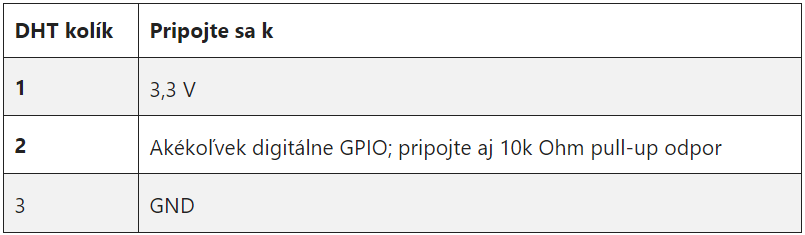 DHT kolík Pripojte sa k
1 3,3 V
2 Akékoľvek digitálne GPIO; pripojte aj 10k Ohm pull-up odpor
3 GND